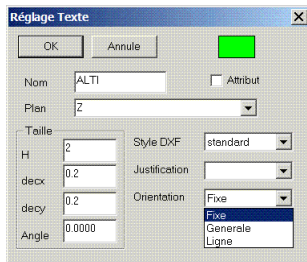 Réglage Texte
OK Annule
Nom ALTI Attribut
Plan Z
Taille
H 2
decx 0.2
decy 0.2
Angle 0.0000
Style DXF standard
Justification
Orientation Fixe
Fixe
Generale
Ligne